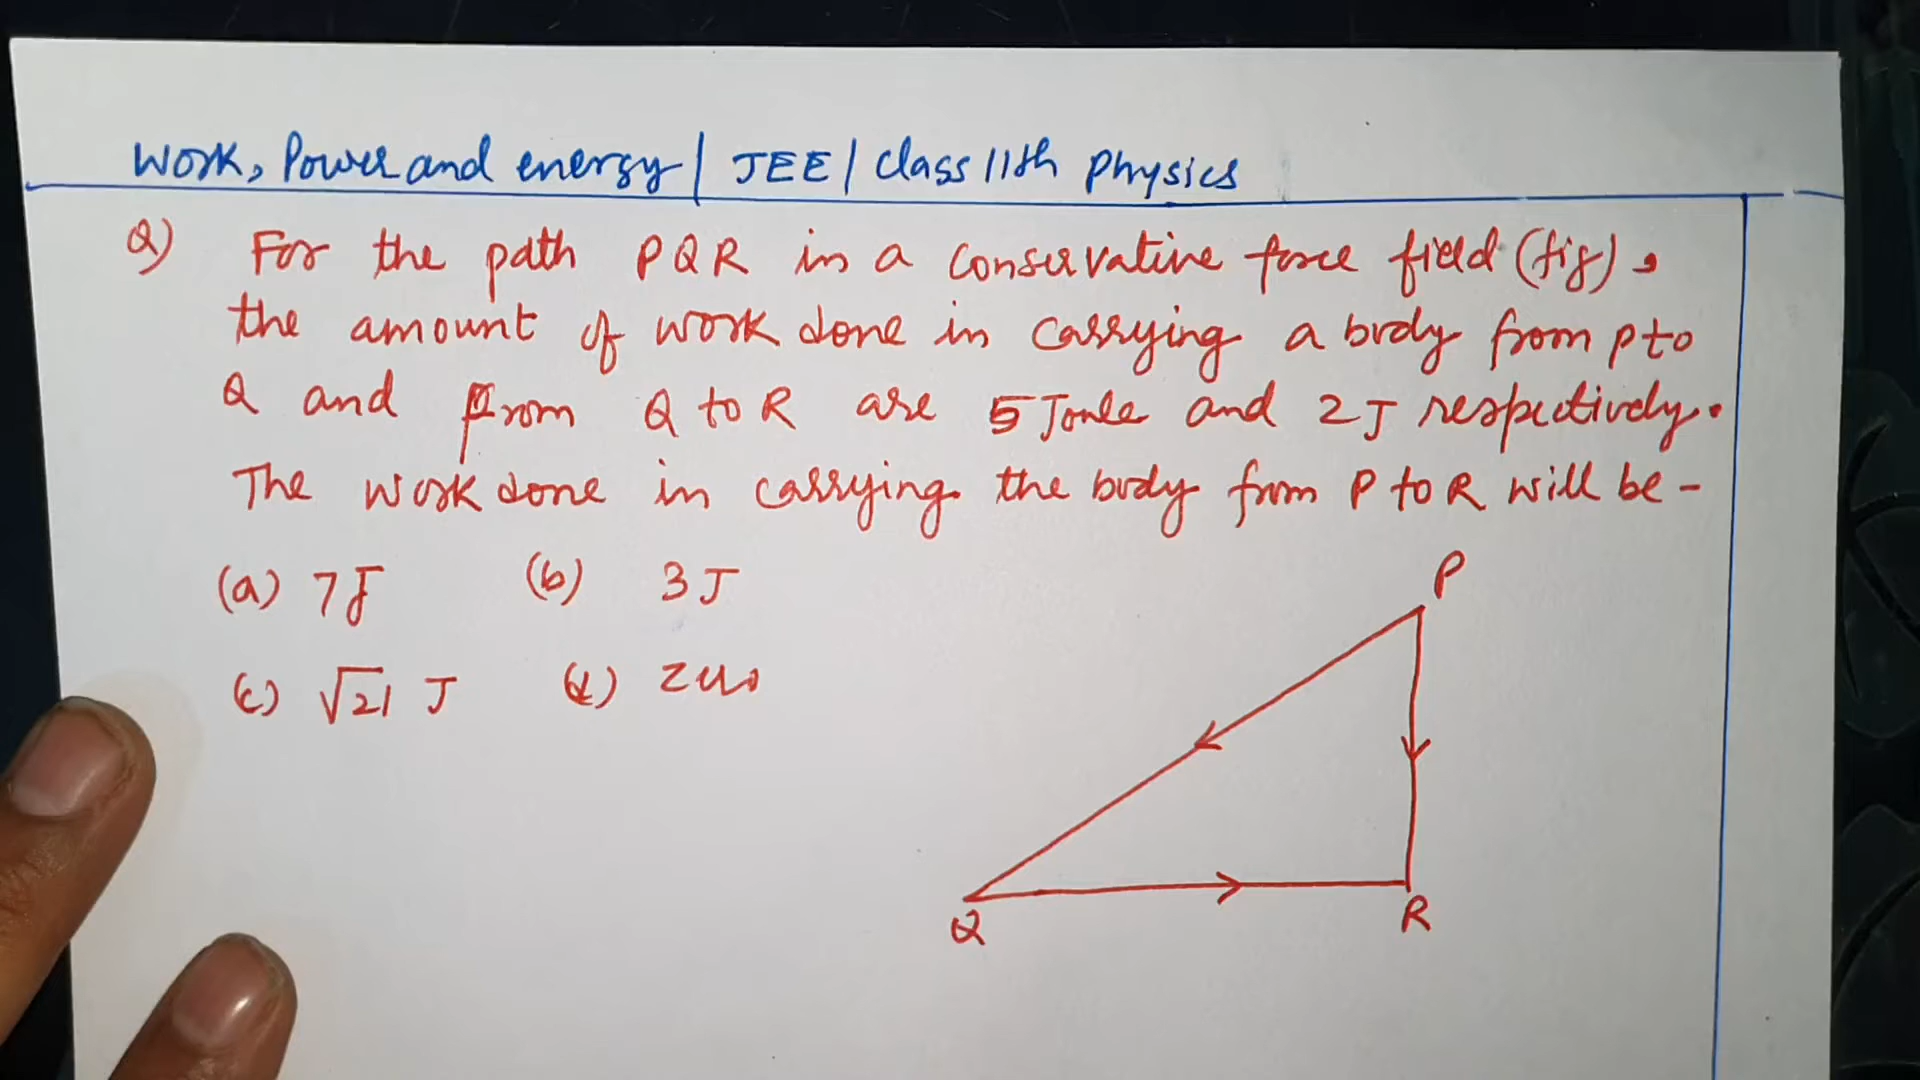 Work, Power and energy / JEE / Class 11th Physics
Q) For the path PQR in a conservative force field (fig),
the amount of work done in carrying a body from P to
Q and from Q to R are 5 Joule and 2 J respectively.
The work done in carrying the body from P to R will be -
(a) 7 J (b) 3 J
(c) √21 J (d) zero
P
Q
R